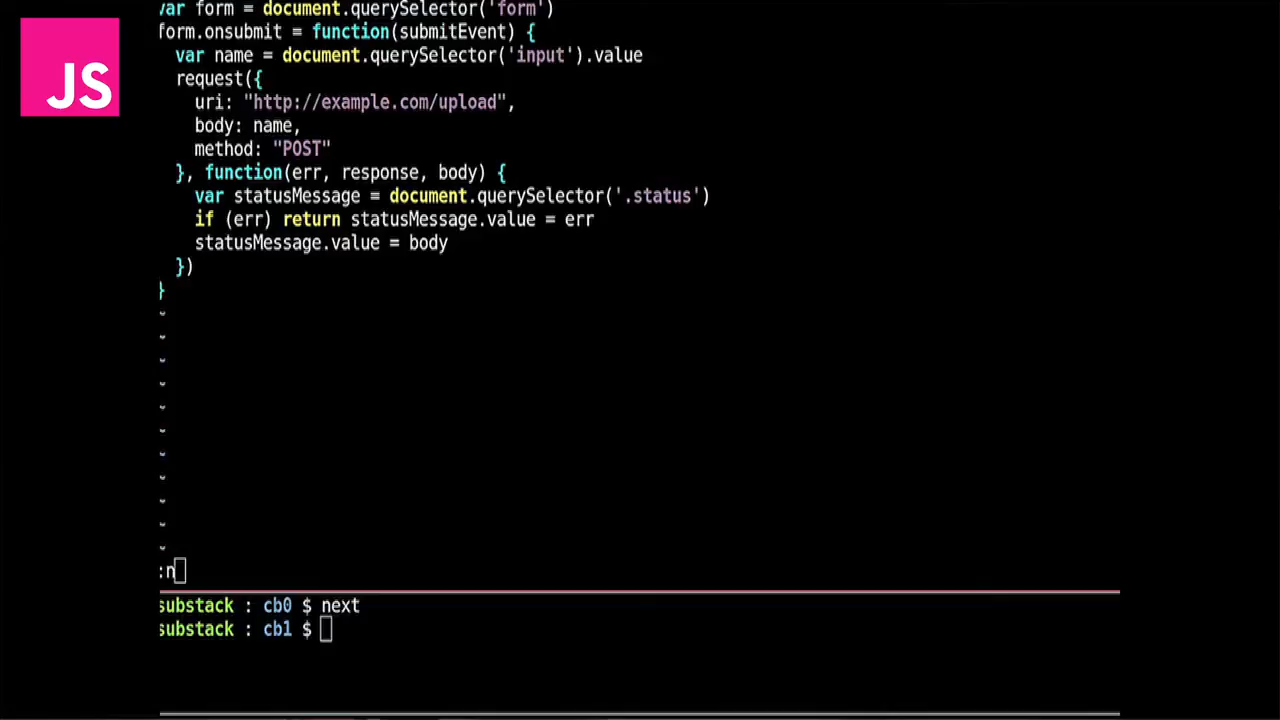 JS
var form = document.querySelector('form')
form.onsubmit = function(submitEvent) {
  var name = document.querySelector('input').value
  request({
    uri: "http://example.com/upload",
    body: name,
    method: "POST"
  }, function(err, response, body) {
    var statusMessage = document.querySelector('.status')
    if (err) return statusMessage.value = err
    statusMessage.value = body
  })
}
~
~
~
~
~
~
~
~
~
~
~
:n
substack : cb0 $ next
substack : cb1 $